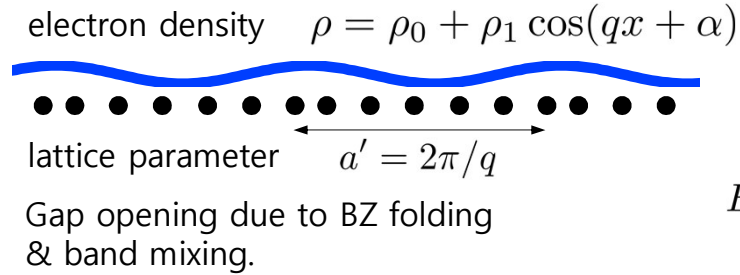 electron density ρ = ρ₀ + ρ₁ cos(qx + α)
lattice parameter a′ = 2π/q
Gap opening due to BZ folding
& band mixing.